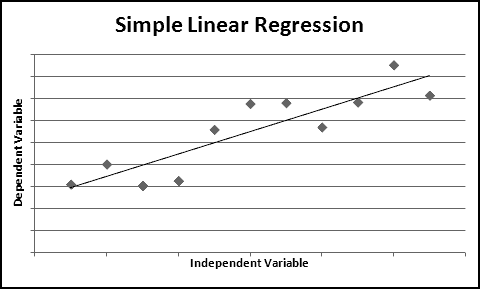 Simple Linear Regression
Dependent Variable
Independent Variable